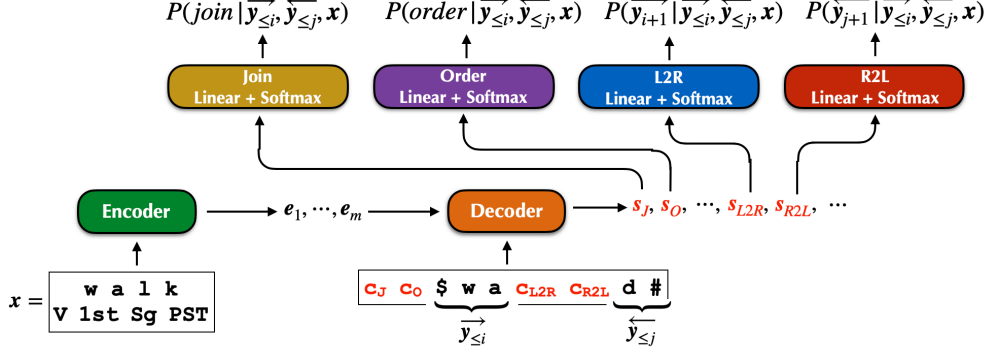 P(join | y⃗≤i, y⃖≤j, x) P(order | y⃗≤i, y⃖≤j, x) P(y⃗i+1 | y⃗≤i, y⃖≤j, x) P(y⃖j+1 | y⃗≤i, y⃖≤j, x)
Join Order L2R R2L
Linear + Softmax Linear + Softmax Linear + Softmax Linear + Softmax
Encoder e1, ⋯, em Decoder sJ, sO, ⋯, sL2R, sR2L, ⋯
x = w a l k
V 1st Sg PST
cJ cO $ w a cL2R cR2L d #
y⃗≤i y⃖≤j